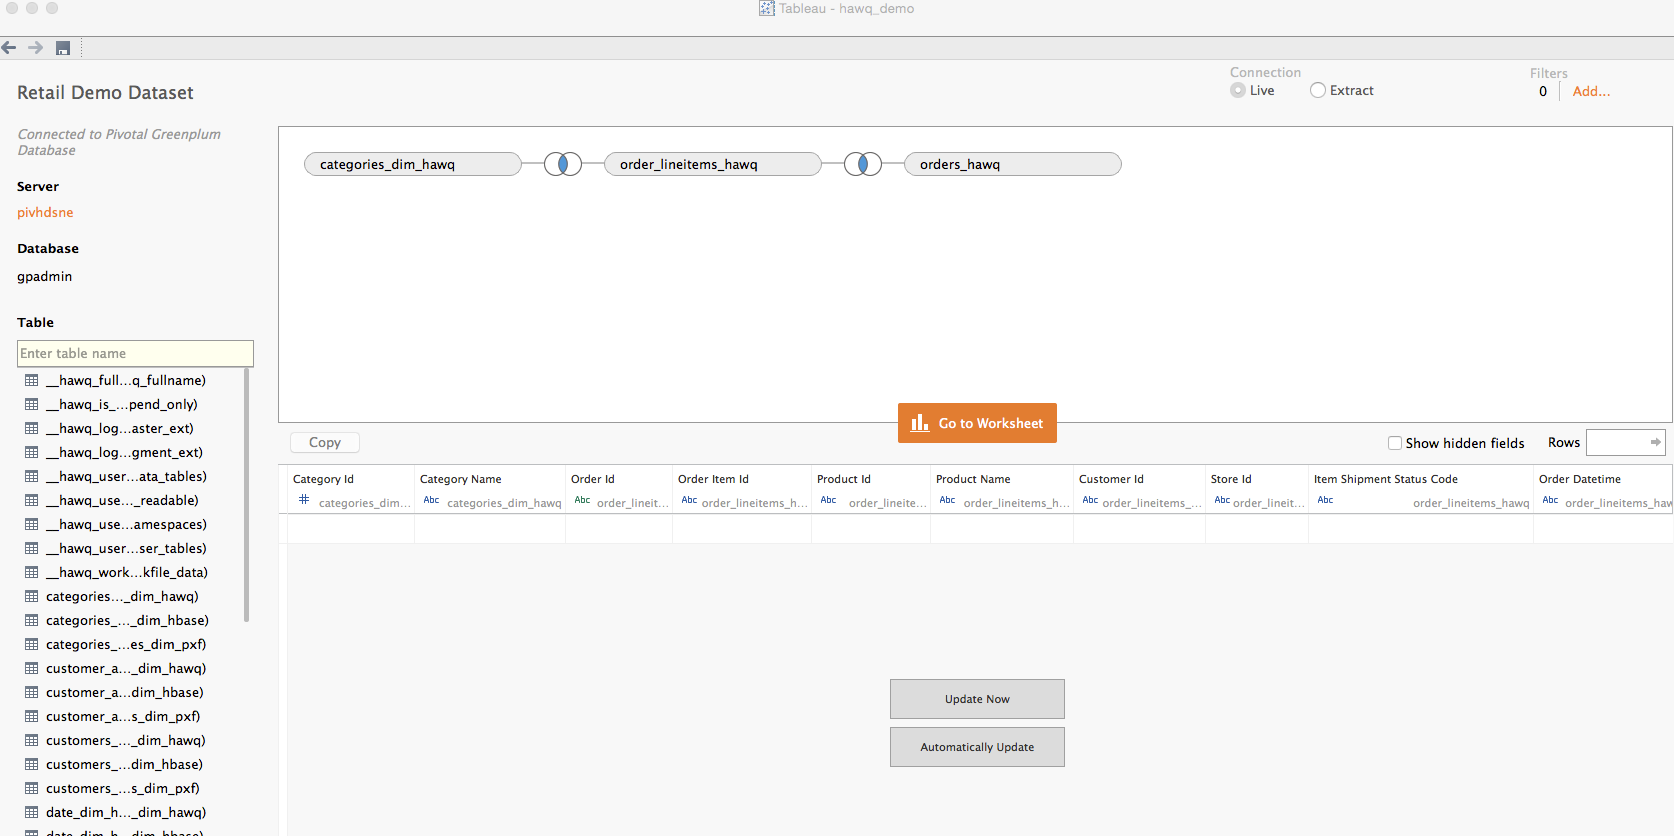 Tableau - hawq_demo
Retail Demo Dataset
Connection
Live
Extract
Filters
0
Add...
Connected to Pivotal Greenplum
Database
Server
pivhdsne
Database
gpadmin
Table
Enter table name
__hawq_full...q_fullname)
__hawq_is_...pend_only)
__hawq_log...aster_ext)
__hawq_log...gment_ext)
__hawq_user...ata_tables)
__hawq_use..._readable)
__hawq_use...amespaces)
__hawq_user...ser_tables)
__hawq_work...kfile_data)
categories..._dim_hawq)
categories_..._dim_hbase)
categories_...es_dim_pxf)
customer_a..._dim_hawq)
customer_a...dim_hbase)
customer_a...s_dim_pxf)
customers_..._dim_hawq)
customers_...dim_hbase)
customers_...s_dim_pxf)
date_dim_h..._dim_hawq)
date_dim_h...dim_hbase)
categories_dim_hawq
order_lineitems_hawq
orders_hawq
Go to Worksheet
Copy
Show hidden fields
Rows
Category Id Category Name Order Id Order Item Id Product Id Product Name Customer Id Store Id Item Shipment Status Code Order Datetime
# categories_dim... Abc categories_dim_hawq Abc order_lineit... Abc order_lineitems_h... Abc order_lineite... Abc order_lineitems_h... Abc order_lineitems_... Abc order_lineit... Abc order_lineitems_hawq Abc order_lineitems_haw
Update Now
Automatically Update